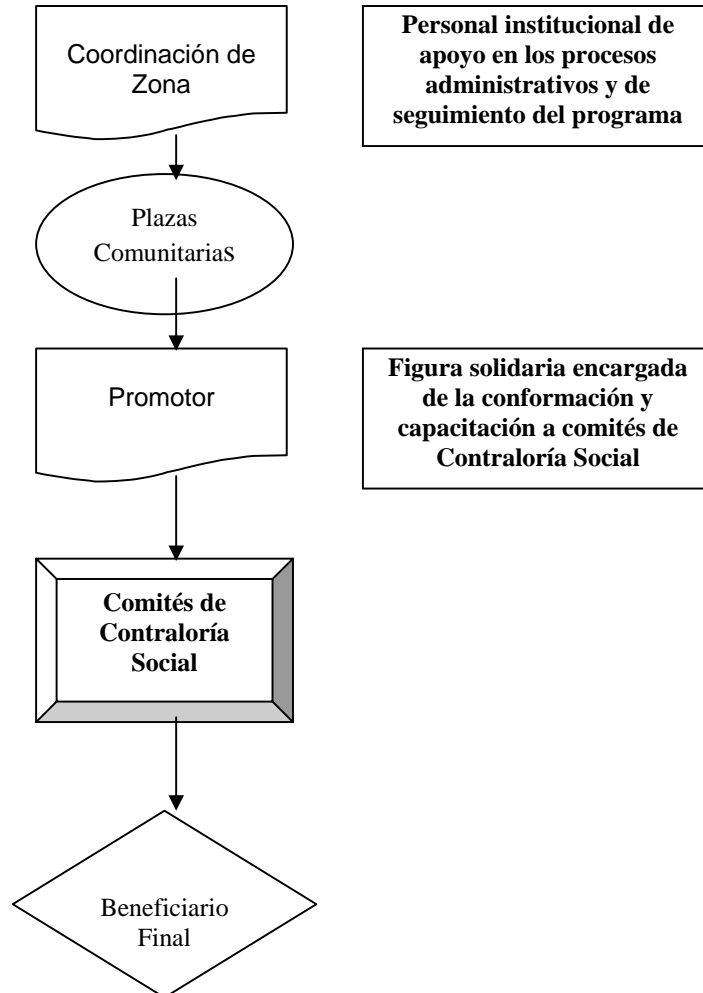 Coordinación de
Zona
Personal institucional de
apoyo en los procesos
administrativos y de
seguimiento del programa
Plazas
Comunitarias
Promotor
Figura solidaria encargada
de la conformación y
capacitación a comités de
Contraloría Social
Comités de
Contraloría
Social
Beneficiario
Final